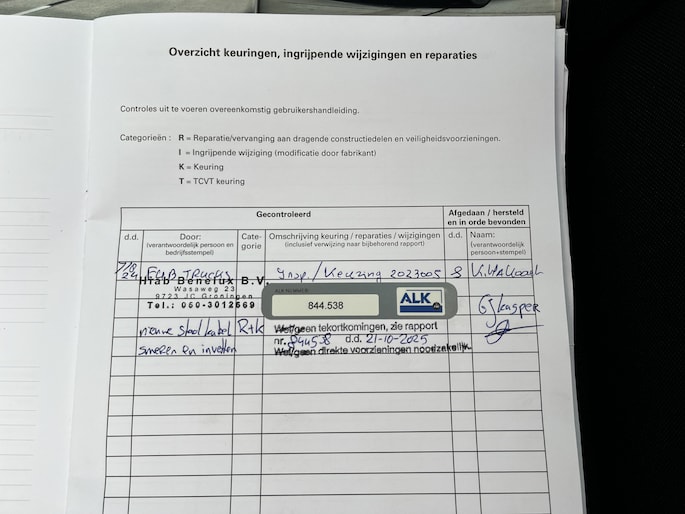 Overzicht keuringen, ingrijpende wijzigingen en reparaties
Controles uit te voeren overeenkomstig gebruikershandleiding.
Categorieën : R = Reparatie/vervanging aan dragende constructiedelen en veiligheidsvoorzieningen.
I = Ingrijpende wijziging (modificatie door fabrikant)
K = Keuring
T = TCVT keuring
Gecontroleerd
Afgedaan / hersteld en in orde bevonden
d.d.
Door:
(verantwoordelijk persoon en bedrijfsstempel)
Cate-
gorie
Omschrijving keuring / reparaties / wijzigingen
(inclusief verwijzing naar bijbehorend rapport)
d.d.
Naam:
(verantwoordelijk persoon+stempel)
Insp./Keuring 2023005
Hiab Benelux B.V.
Wasaweg 23
9723 JC Groningen
Tel.: 050-3012669
844.538
ALK
nieuwe staalkabel R+K
smeren en invetten
Wel/geen tekortkomingen, zie rapport
nr. 844538 d.d. 21-10-2025
Wel/geen direkte voorzieningen noodzakelijk.